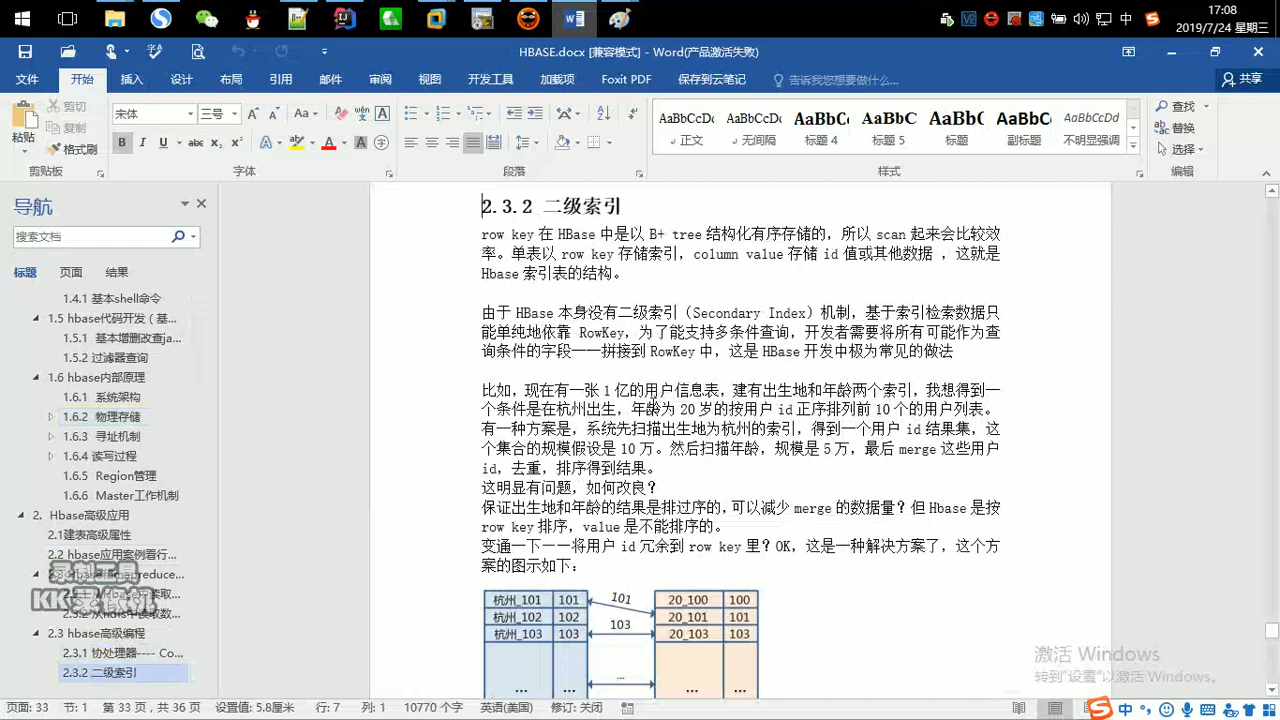 17:08
2019/7/24 星期三
HBASE.docx [兼容模式] - Word(产品激活失败)
文件 开始 插入 设计 布局 引用 邮件 审阅 视图 开发工具 加载项 Foxit PDF 保存到云笔记 告诉我您想要做什么... 共享
粘贴 剪切 复制 格式刷
宋体 三号
AaBbCcDc AaBbCcDc AaBbC AaBbC AaBb( AaBbC AaBbCcDd
正文 无间隔 标题 4 标题 5 标题 副标题 不明显强调
查找 替换 选择
剪贴板 字体 段落 样式 编辑
导航
搜索文档
标题 页面 结果
1.4.1 基本shell命令
1.5 hbase代码开发（基...
1.5.1 基本增删改查ja...
1.5.2 过滤器查询
1.6 hbase内部原理
1.6.1 系统架构
1.6.2 物理存储
1.6.3 寻址机制
1.6.4 读写过程
1.6.5 Region管理
1.6.6 Master工作机制
2. Hbase高级应用
2.1建表高级属性
2.2 hbase应用案例看行...
2.3 hbase高级编程
2.3.1 协处理器---- Co...
2.3.2 二级索引
录制工具
KK录像机
2.3.2 二级索引
row key 在 HBase 中是以 B+ tree 结构化有序存储的，所以 scan 起来会比较效
率。单表以 row key 存储索引，column value 存储 id 值或其他数据 ，这就是
Hbase 索引表的结构。
由于 HBase 本身没有二级索引（Secondary Index）机制，基于索引检索数据只
能单纯地依靠 RowKey，为了能支持多条件查询，开发者需要将所有可能作为查
询条件的字段一一拼接到 RowKey 中，这是 HBase 开发中极为常见的做法
比如，现在有一张 1 亿的用户信息表，建有出生地和年龄两个索引，我想得到一
个条件是在杭州出生，年龄为 20 岁的按用户 id 正序排列前 10 个的用户列表。
有一种方案是，系统先扫描出生地为杭州的索引，得到一个用户 id 结果集，这
个集合的规模假设是 10 万。然后扫描年龄，规模是 5 万，最后 merge 这些用户
id，去重，排序得到结果。
这明显有问题，如何改良？
保证出生地和年龄的结果是排过序的，可以减少 merge 的数据量？但 Hbase 是按
row key 排序，value 是不能排序的。
变通一下——将用户 id 冗余到 row key 里？OK，这是一种解决方案了，这个方
案的图示如下：
杭州_101 101 101 20_100 100
杭州_102 102 20_101 101
杭州_103 103 103 20_103 103
... ... ... ... ...
激活 Windows
转到"设置"以激活 Windows。
页面: 33 节: 1 第 33 页，共 36 页 设置值: 5.8厘米 行: 7 列: 1 10770 个字 英语(美国) 修订: 关闭